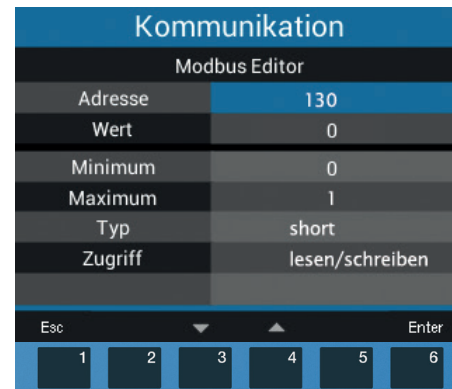 Kommunikation
Modbus Editor
Adresse 130
Wert 0
Minimum 0
Maximum 1
Typ short
Zugriff lesen/schreiben
Esc Enter
1 2 3 4 5 6